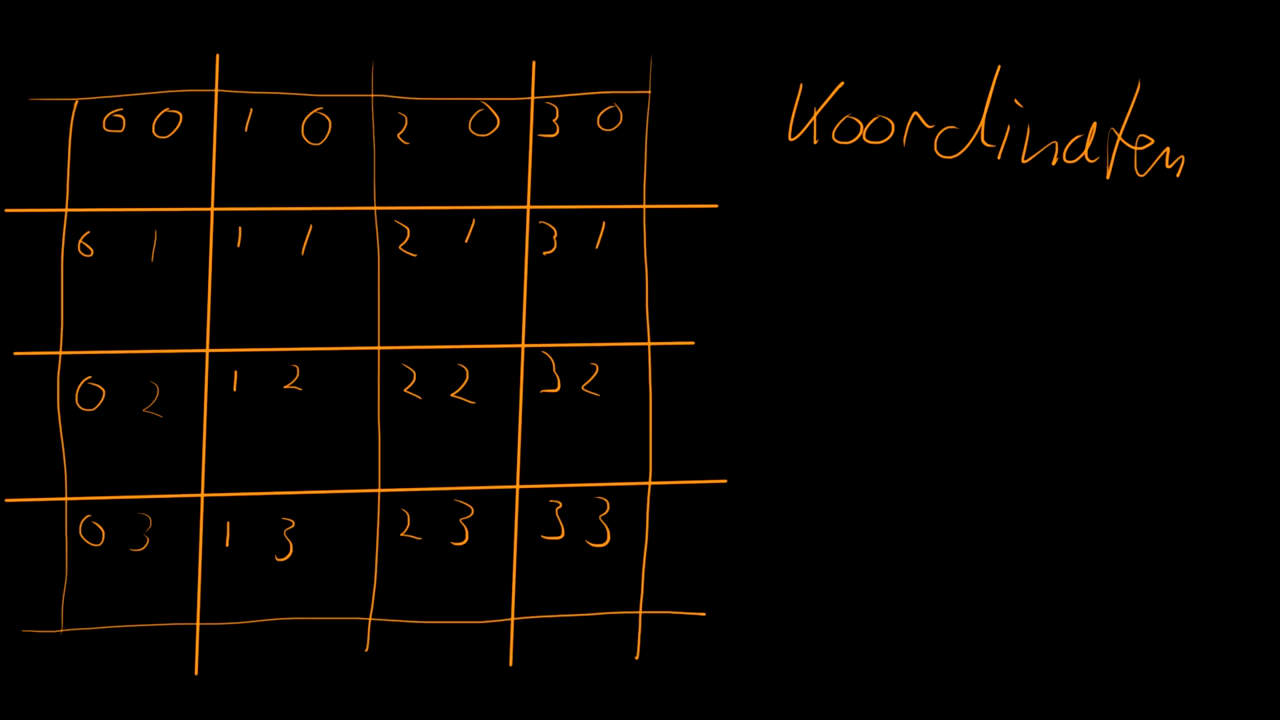 0 0 1 0 2 0 3 0
Koordinaten
0 1 1 1 2 1 3 1
0 2 1 2 2 2 3 2
0 3 1 3 2 3 3 3